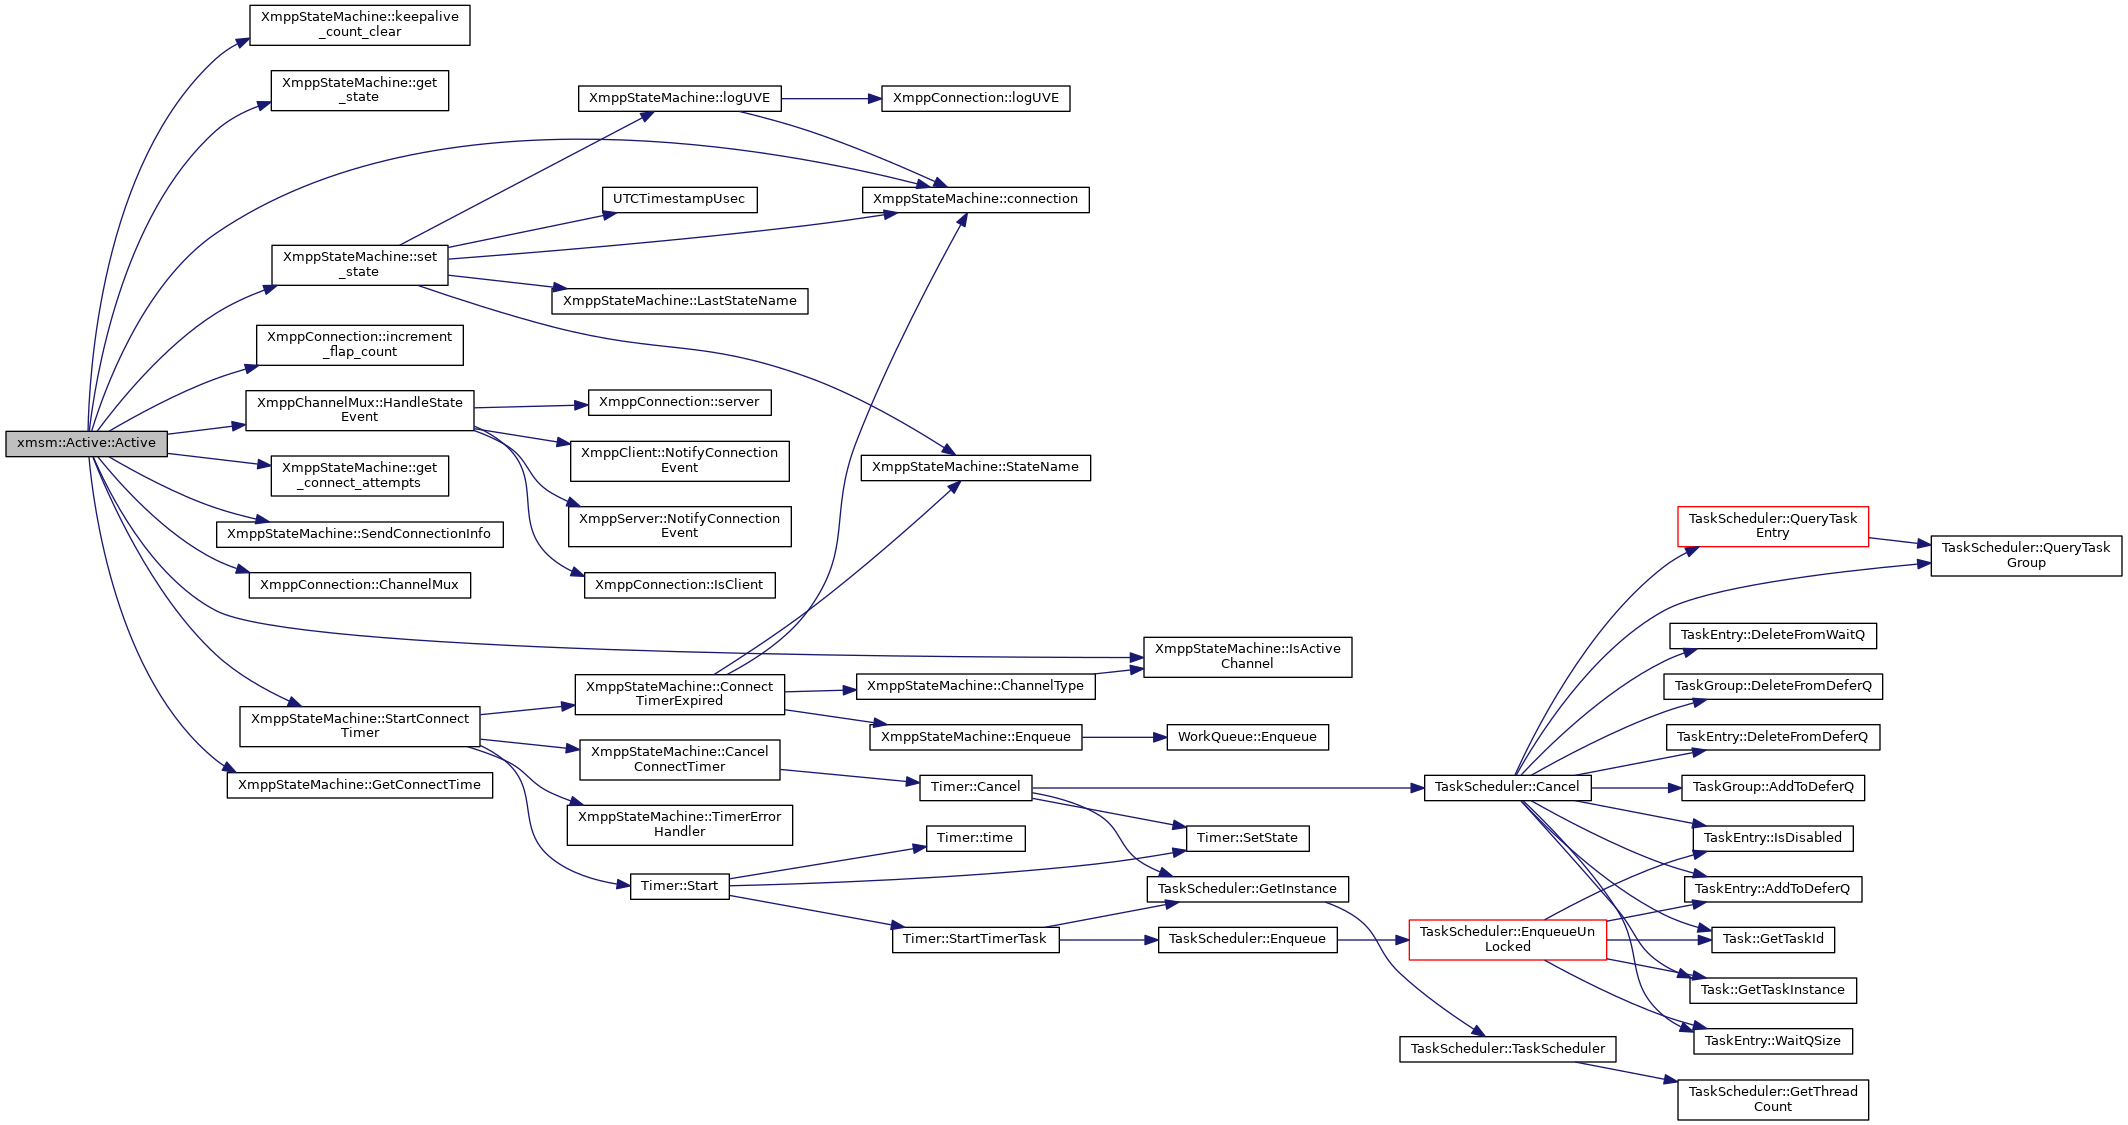 xmsm::Active::Active
XmppStateMachine::keepalive
_count_clear
XmppStateMachine::get
_state
XmppStateMachine::set
_state
XmppConnection::increment
_flap_count
XmppChannelMux::HandleState
Event
XmppStateMachine::get
_connect_attempts
XmppStateMachine::SendConnectionInfo
XmppConnection::ChannelMux
XmppStateMachine::StartConnect
Timer
XmppStateMachine::GetConnectTime
XmppStateMachine::logUVE
UTCTimestampUsec
XmppStateMachine::LastStateName
XmppConnection::server
XmppClient::NotifyConnection
Event
XmppServer::NotifyConnection
Event
XmppConnection::IsClient
XmppStateMachine::Connect
TimerExpired
XmppStateMachine::Cancel
ConnectTimer
XmppStateMachine::TimerError
Handler
Timer::Start
XmppConnection::logUVE
XmppStateMachine::connection
XmppStateMachine::StateName
XmppStateMachine::ChannelType
XmppStateMachine::Enqueue
Timer::Cancel
Timer::time
Timer::StartTimerTask
XmppStateMachine::IsActive
Channel
WorkQueue::Enqueue
Timer::SetState
TaskScheduler::GetInstance
TaskScheduler::Enqueue
TaskScheduler::Cancel
TaskScheduler::EnqueueUn
Locked
TaskScheduler::TaskScheduler
TaskScheduler::QueryTask
Entry
TaskEntry::DeleteFromWaitQ
TaskGroup::DeleteFromDeferQ
TaskEntry::DeleteFromDeferQ
TaskGroup::AddToDeferQ
TaskEntry::IsDisabled
TaskEntry::AddToDeferQ
Task::GetTaskId
Task::GetTaskInstance
TaskEntry::WaitQSize
TaskScheduler::GetThread
Count
TaskScheduler::QueryTask
Group